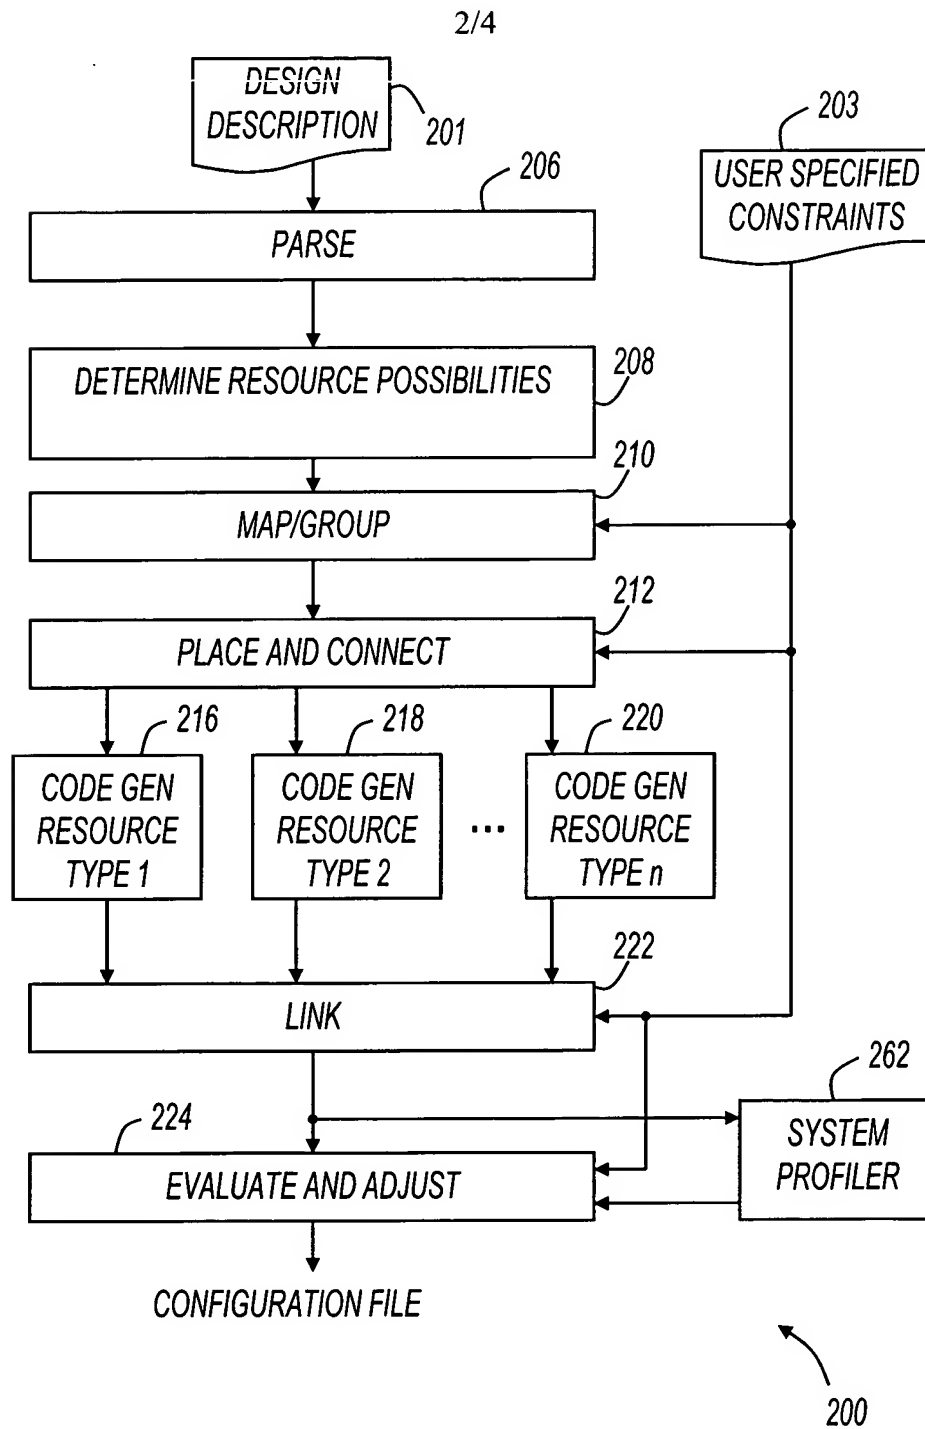 2/4
DESIGN
DESCRIPTION
201
203
USER SPECIFIED
CONSTRAINTS
206
PARSE
DETERMINE RESOURCE POSSIBILITIES
208
210
MAP/GROUP
212
PLACE AND CONNECT
216
218
220
CODE GEN
RESOURCE
TYPE 1
CODE GEN
RESOURCE
TYPE 2
...
CODE GEN
RESOURCE
TYPE n
222
LINK
262
SYSTEM
PROFILER
224
EVALUATE AND ADJUST
CONFIGURATION FILE
200